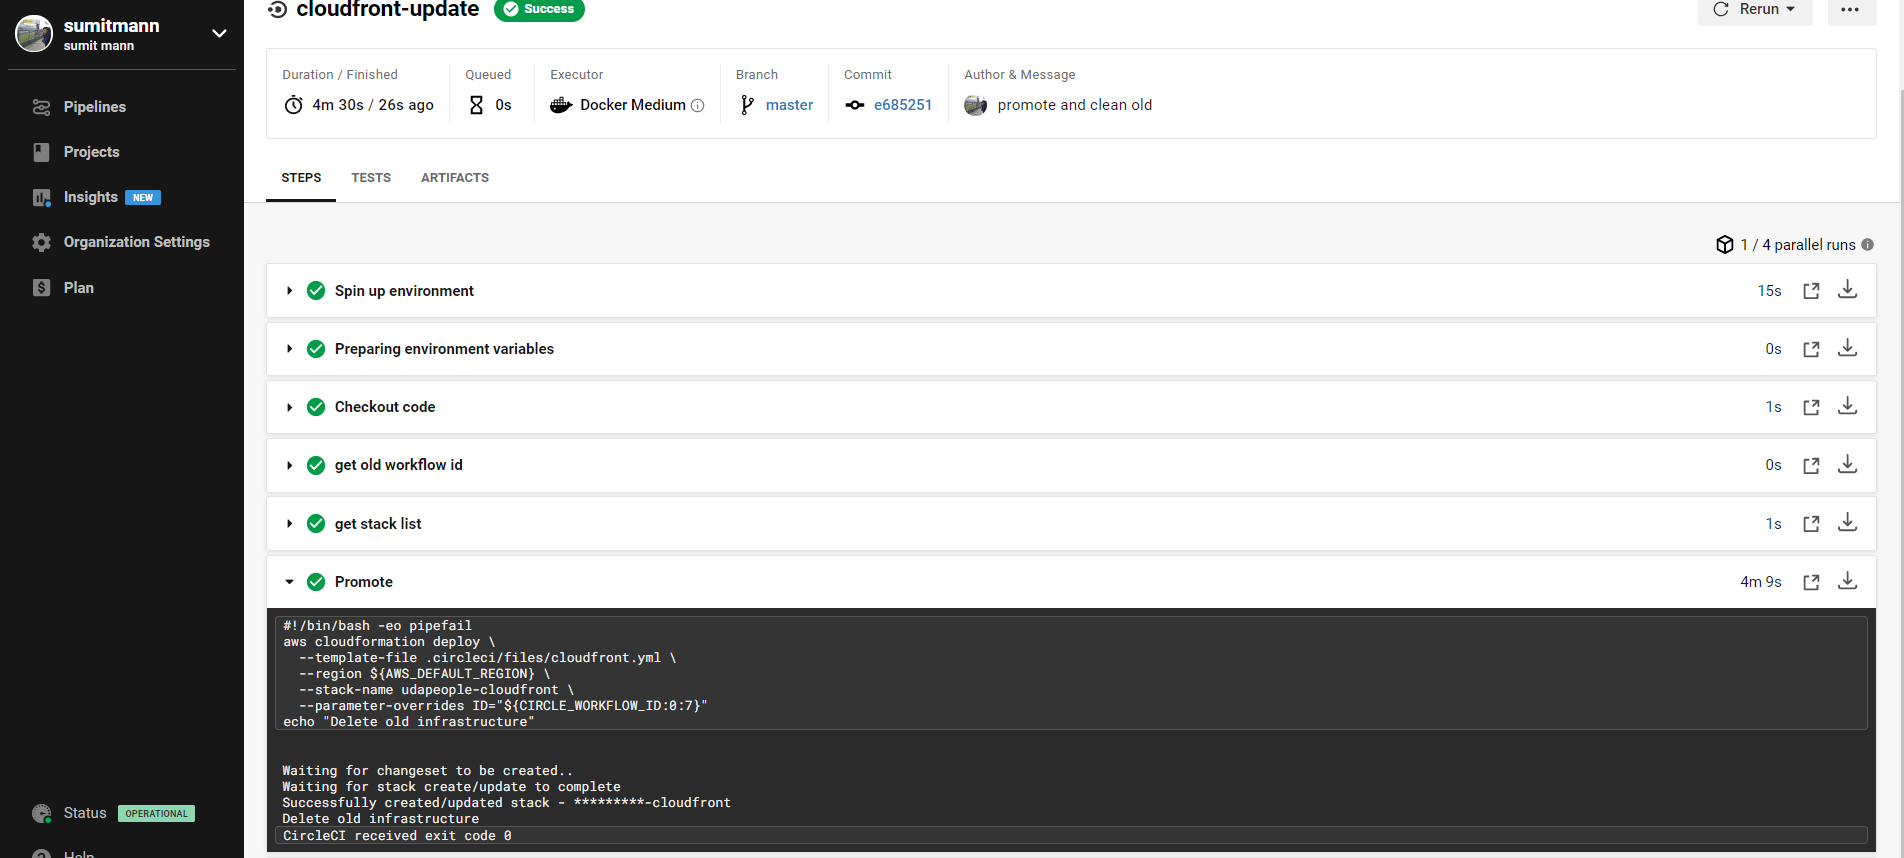 sumitmann
sumit mann
Pipelines
Projects
Insights NEW
Organization Settings
Plan
Status OPERATIONAL
Help
cloudfront-update Success
Rerun
Duration / Finished
4m 30s / 26s ago
Queued
0s
Executor
Docker Medium
Branch
master
Commit
e685251
Author & Message
promote and clean old
STEPS TESTS ARTIFACTS
1 / 4 parallel runs
Spin up environment 15s
Preparing environment variables 0s
Checkout code 1s
get old workflow id 0s
get stack list 1s
Promote 4m 9s
#!/bin/bash -eo pipefail
aws cloudformation deploy \
--template-file .circleci/files/cloudfront.yml \
--region ${AWS_DEFAULT_REGION} \
--stack-name udapeople-cloudfront \
--parameter-overrides ID="${CIRCLE_WORKFLOW_ID:0:7}"
echo "Delete old infrastructure"
Waiting for changeset to be created..
Waiting for stack create/update to complete
Successfully created/updated stack - *********-cloudfront
Delete old infrastructure
CircleCI received exit code 0